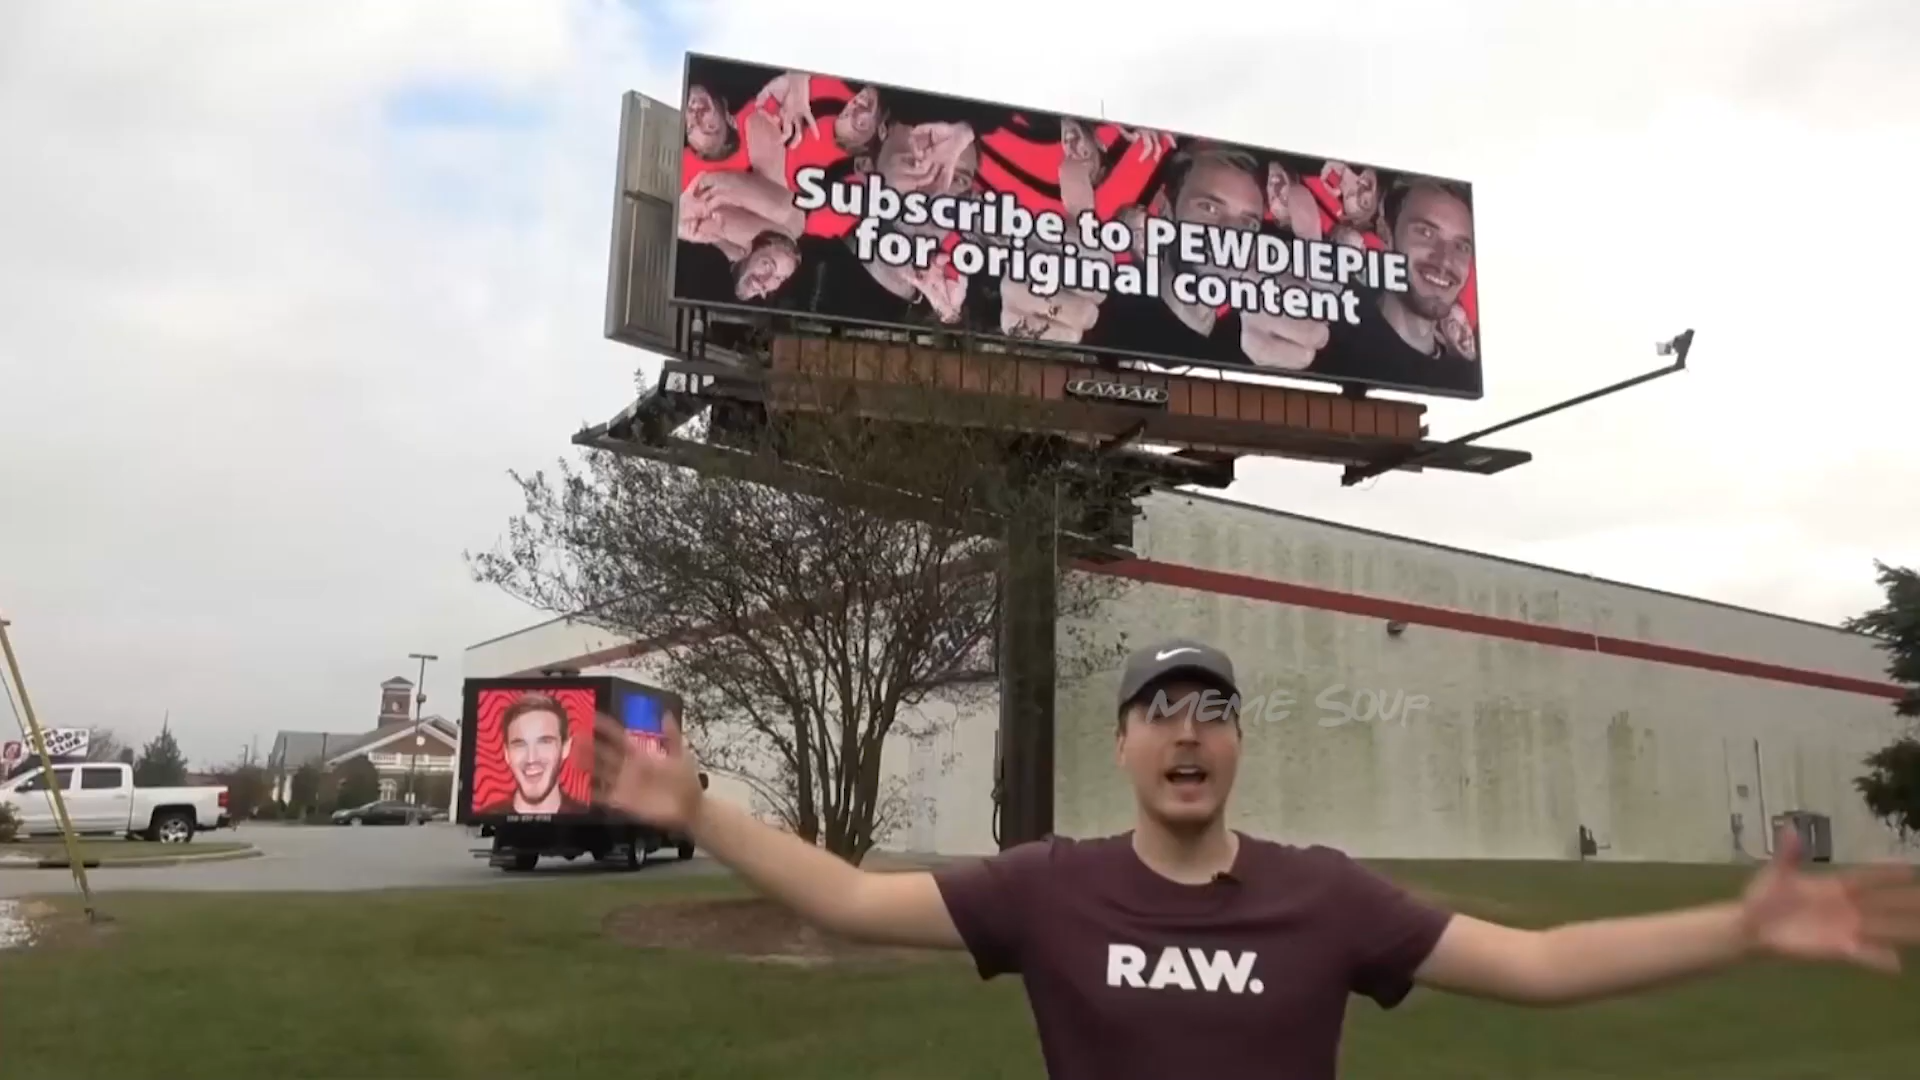 Subscribe to PEWDIEPIE
for original content
LAMAR
MEME SOUP
RAW.